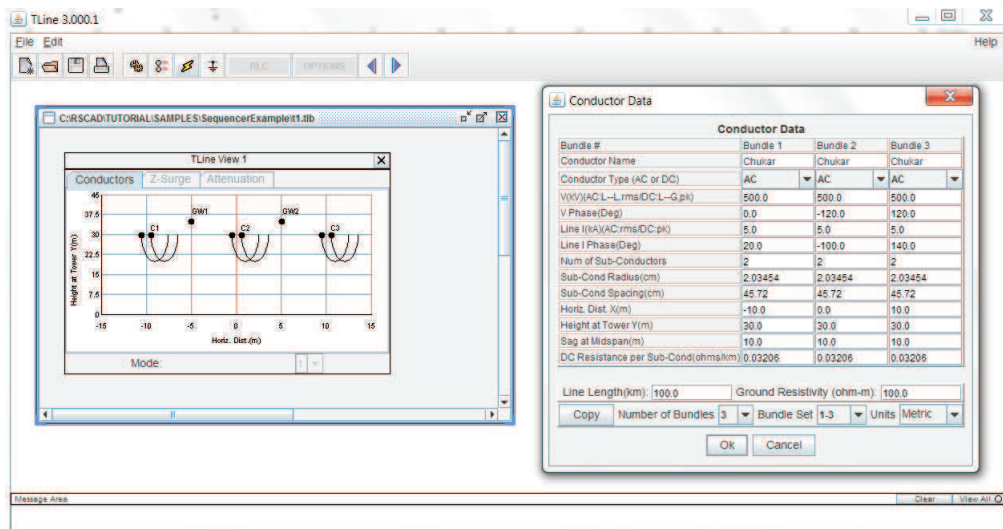 TLine 3.000.1
File Edit Help
RLC OPTIONS
C:\RSCAD\TUTORIAL\SAMPLES\SequencerExample\t1.tlb
TLine View 1
Conductors Z-Surge Attenuation
Height at Tower Y(m)
45
37.5
30
22.5
15
7.5
0
GW1 GW2
C1 C2 C3
-15 -10 -5 0 5 10 15
Horiz. Dist.(m)
Mode: 1
Conductor Data
Conductor Data
Bundle # Bundle 1 Bundle 2 Bundle 3
Conductor Name Chukar Chukar Chukar
Conductor Type (AC or DC) AC AC AC
V(kV)(AC:L--L,rms/DC:L--G,pk) 500.0 500.0 500.0
V Phase(Deg) 0.0 -120.0 120.0
Line I(kA)(AC:rms/DC:pk) 5.0 5.0 5.0
Line I Phase(Deg) 20.0 -100.0 140.0
Num of Sub-Conductors 2 2 2
Sub-Cond Radius(cm) 2.03454 2.03454 2.03454
Sub-Cond Spacing(cm) 45.72 45.72 45.72
Horiz. Dist. X(m) -10.0 0.0 10.0
Height at Tower Y(m) 30.0 30.0 30.0
Sag at Midspan(m) 10.0 10.0 10.0
DC Resistance per Sub-Cond(ohms/km) 0.03206 0.03206 0.03206
Line Length(km): 100.0 Ground Resistivity (ohm-m): 100.0
Copy Number of Bundles 3 Bundle Set 1-3 Units Metric
Ok Cancel
Message Area Clear View All